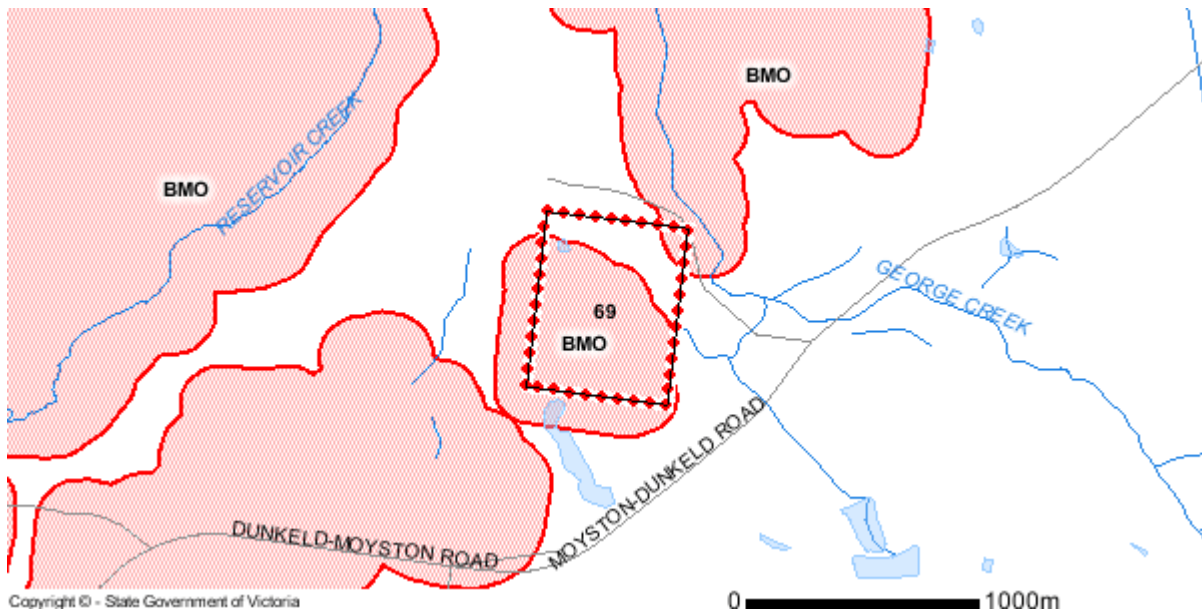 BMO
BMO
RESERVOIR CREEK
GEORGE CREEK
69
BMO
MOYSTON-DUNKELD ROAD
DUNKELD-MOYSTON ROAD
Copyright © - State Government of Victoria
0 1000m